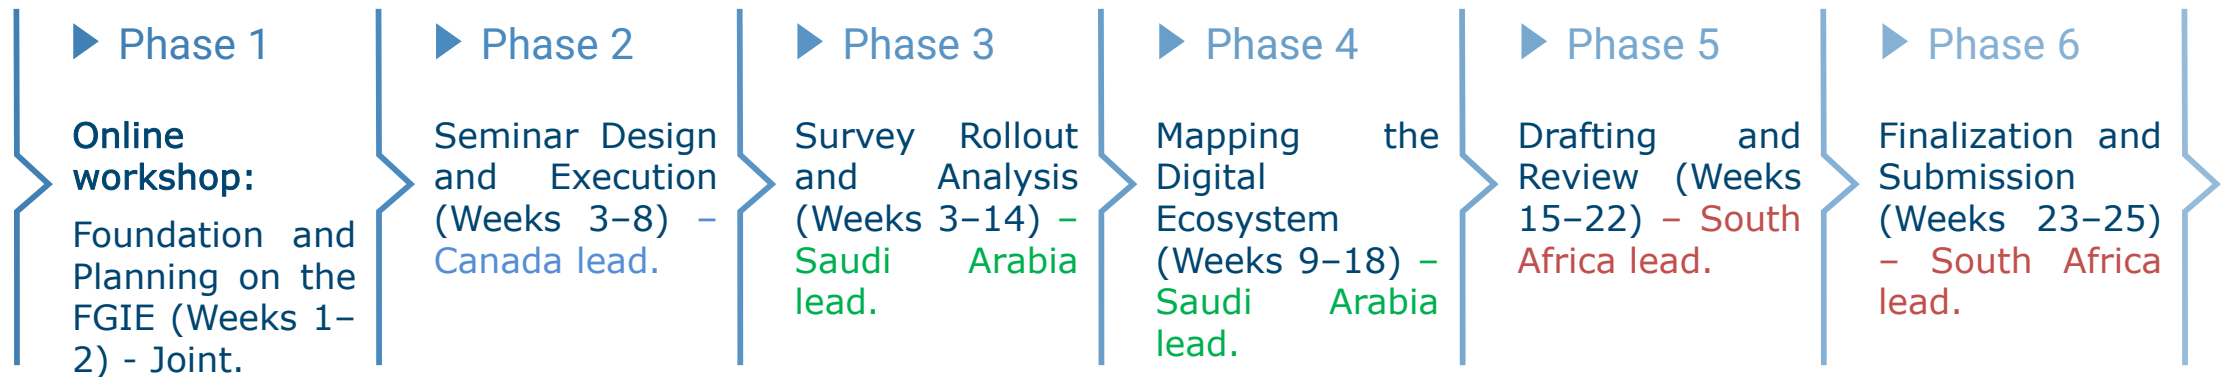 Phase 1
Online
workshop:
Foundation and
Planning on the
FGIE (Weeks 1–
2) - Joint.
Phase 2
Seminar Design
and Execution
(Weeks 3–8) –
Canada lead.
Phase 3
Survey Rollout
and Analysis
(Weeks 3–14) –
Saudi Arabia
lead.
Phase 4
Mapping the
Digital
Ecosystem
(Weeks 9–18) –
Saudi Arabia
lead.
Phase 5
Drafting and
Review (Weeks
15–22) – South
Africa lead.
Phase 6
Finalization and
Submission
(Weeks 23–25)
– South Africa
lead.